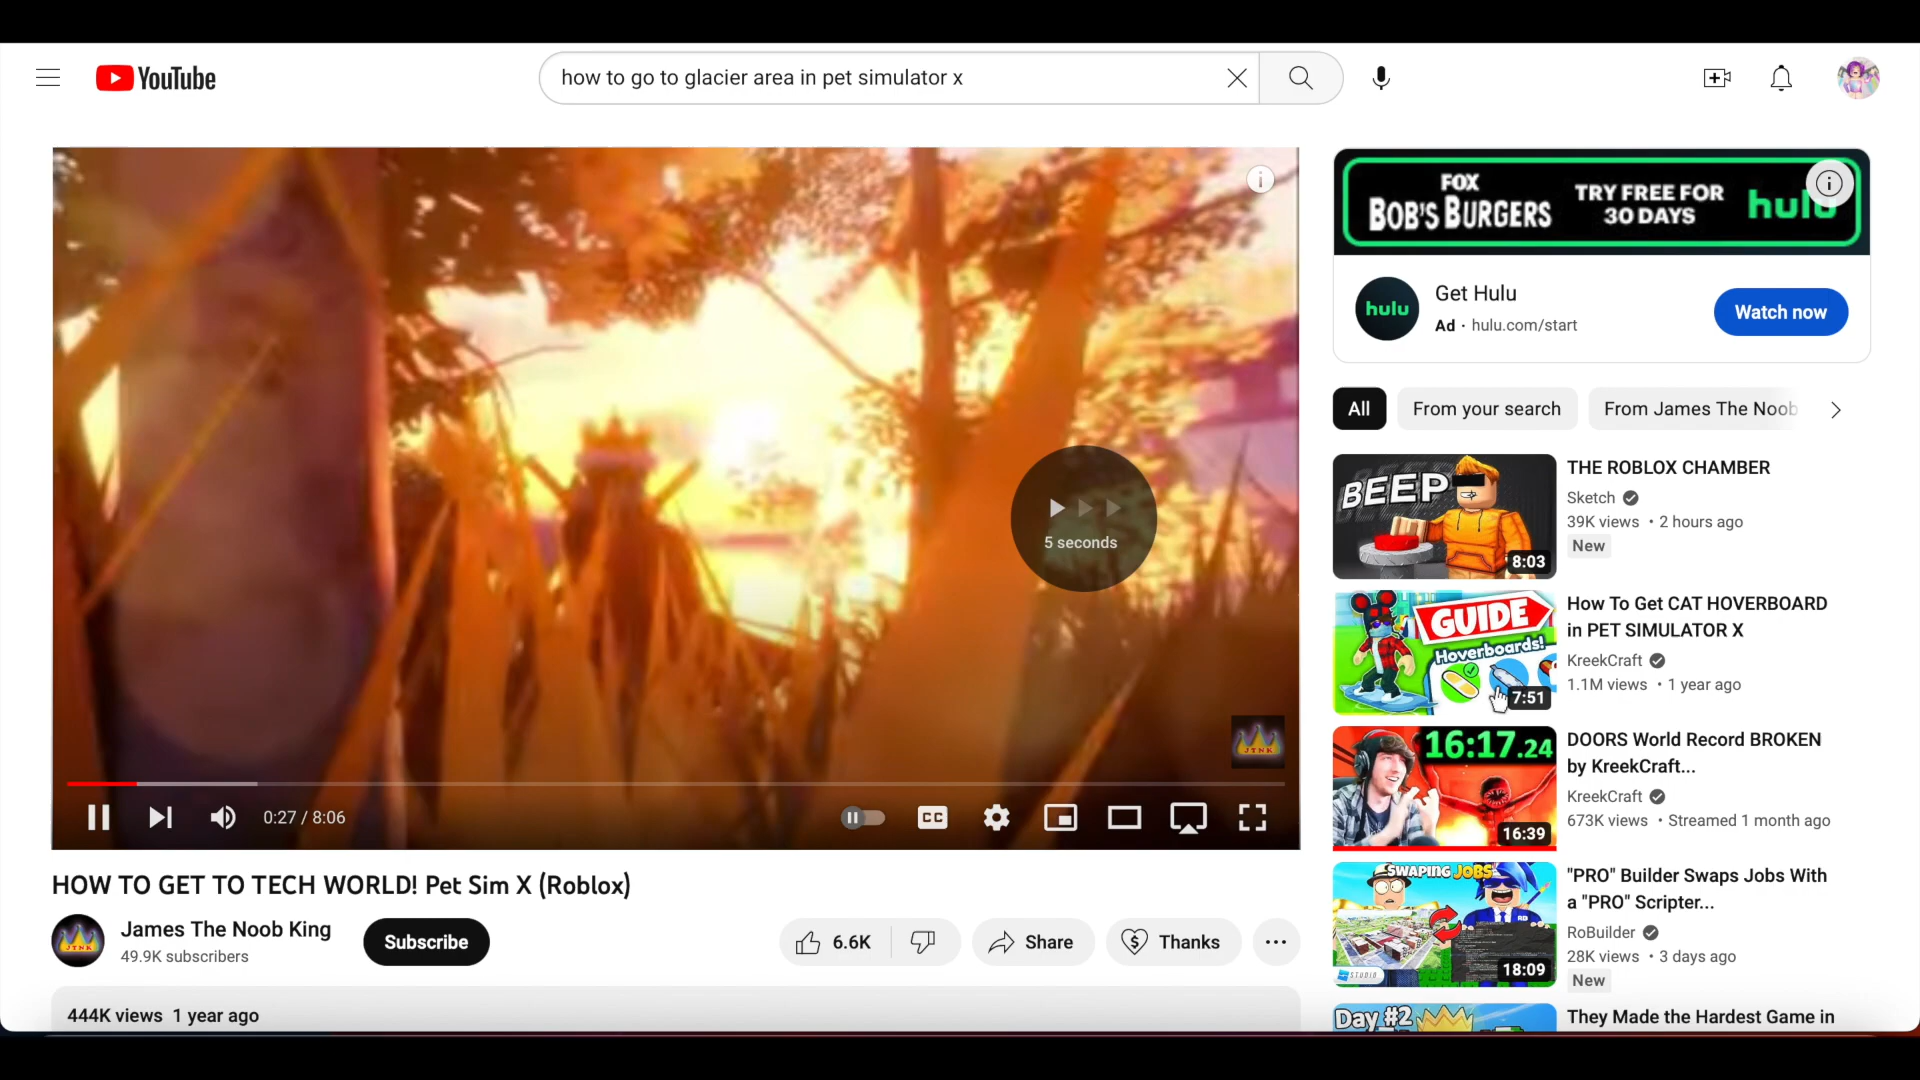 YouTube
how to go to glacier area in pet simulator x
5 seconds
JTNK
0:27 / 8:06
CC
HOW TO GET TO TECH WORLD! Pet Sim X (Roblox)
James The Noob King
49.9K subscribers
Subscribe
6.6K
Share
Thanks
444K views 1 year ago
FOX
BOB'S BURGERS
TRY FREE FOR
30 DAYS
hulu
hulu
Get Hulu
Ad · hulu.com/start
Watch now
All
From your search
From James The Noob
BEEP
8:03
THE ROBLOX CHAMBER
Sketch
39K views • 2 hours ago
New
GUIDE
Hoverboards!
7:51
How To Get CAT HOVERBOARD
in PET SIMULATOR X
KreekCraft
1.1M views • 1 year ago
16:17.24
16:39
DOORS World Record BROKEN
by KreekCraft...
KreekCraft
673K views • Streamed 1 month ago
SWAPING JOBS
STUDIO
18:09
"PRO" Builder Swaps Jobs With
a "PRO" Scripter...
RoBuilder
28K views • 3 days ago
New
Day #2
They Made the Hardest Game in